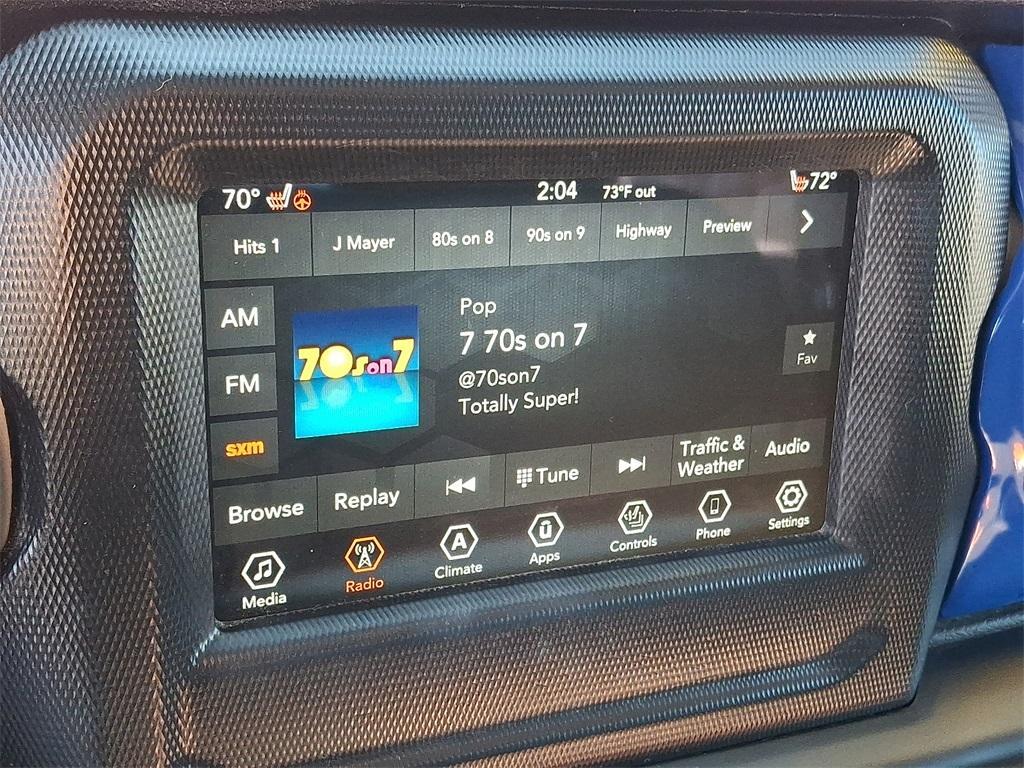 70° 2:04 73°F out 72°
Hits 1 J Mayer 80s on 8 90s on 9 Highway Preview
AM
FM
sxm
70s on 7
Pop
7 70s on 7
@70son7
Totally Super!
Fav
Browse Replay Tune Traffic & Weather Audio
Media Radio Climate Apps Controls Phone Settings
A
ū